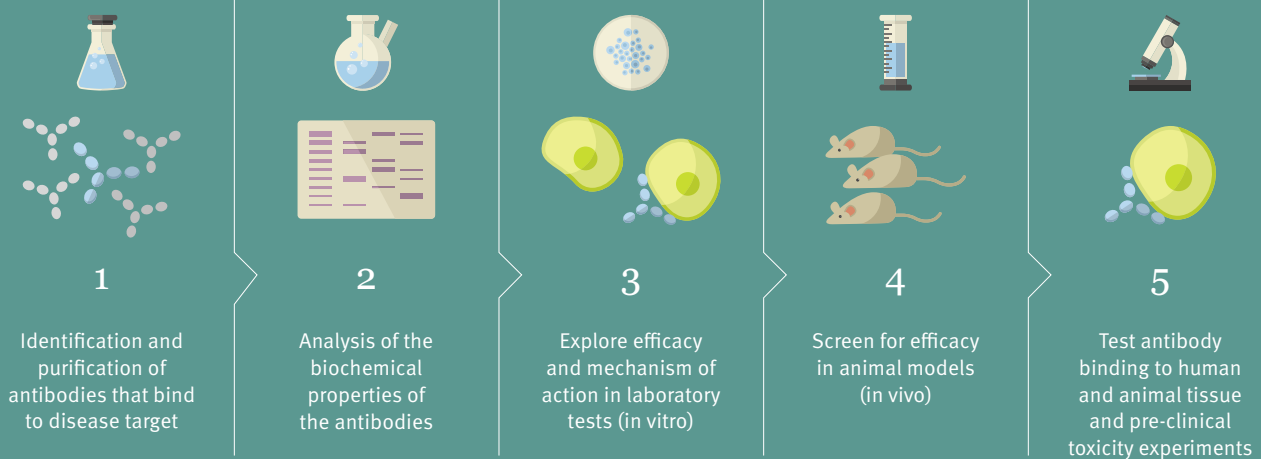 1
Identification and
purification of
antibodies that bind
to disease target
2
Analysis of the
biochemical
properties of
the antibodies
3
Explore efficacy
and mechanism of
action in laboratory
tests (in vitro)
4
Screen for efficacy
in animal models
(in vivo)
5
Test antibody
binding to human
and animal tissue
and pre-clinical
toxicity experiments